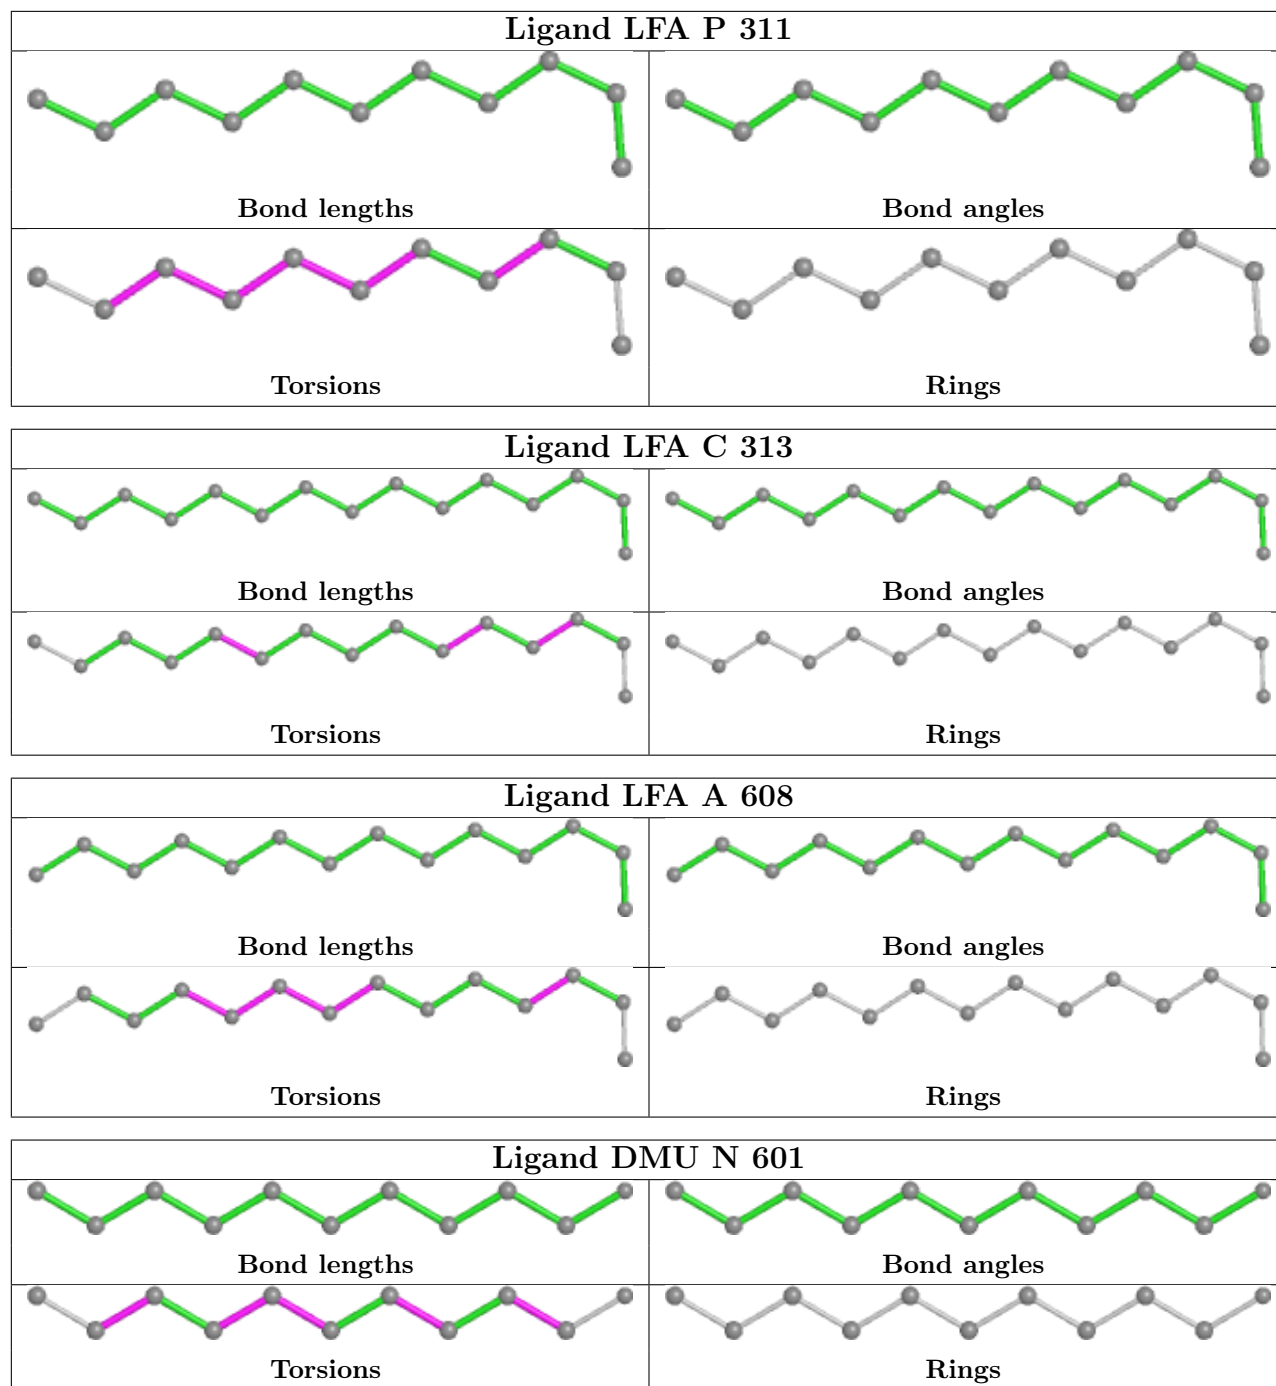 Ligand LFA P 311
Bond lengths
Bond angles
Torsions
Rings
Ligand LFA C 313
Bond lengths
Bond angles
Torsions
Rings
Ligand LFA A 608
Bond lengths
Bond angles
Torsions
Rings
Ligand DMU N 601
Bond lengths
Bond angles
Torsions
Rings